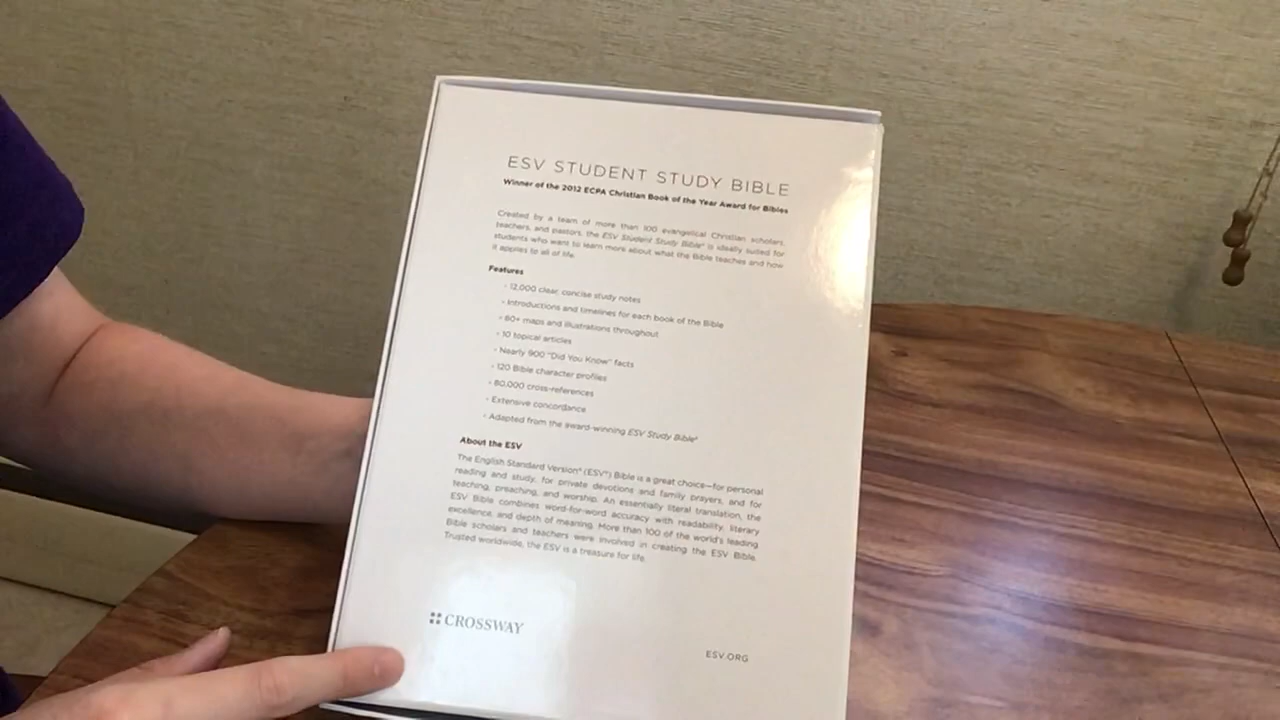 ESV STUDENT STUDY BIBLE
Winner of the 2012 ECPA Christian Book of the Year Award for Bibles
Created by a team of more than 100 evangelical Christian scholars,
teachers, and pastors, the ESV Student Study Bible® is ideally suited for
students who want to learn more about what the Bible teaches and how
it applies to all of life.
Features
• 12,000 clear, concise study notes
• Introductions and timelines for each book of the Bible
• 80+ maps and illustrations throughout
• 10 topical articles
• Nearly 900 "Did You Know" facts
• 120 Bible character profiles
• 80,000 cross-references
• Extensive concordance
• Adapted from the award-winning ESV Study Bible®
About the ESV
The English Standard Version® (ESV®) Bible is a great choice—for personal
reading and study, for private devotions and family prayers, and for
teaching, preaching, and worship. An essentially literal translation, the
ESV Bible combines word-for-word accuracy with readability, literary
excellence, and depth of meaning. More than 100 of the world's leading
Bible scholars and teachers were involved in creating the ESV Bible.
Trusted worldwide, the ESV is a treasure for life.
CROSSWAY
ESV.ORG